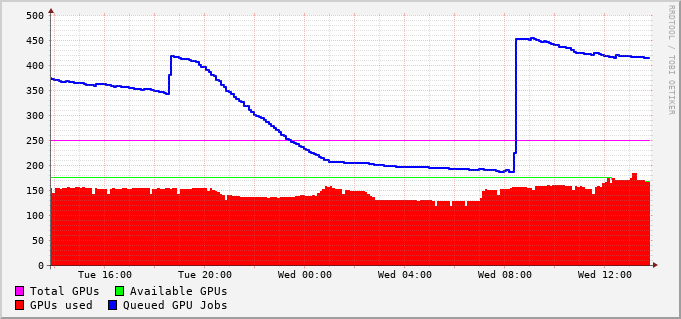 500
450
400
350
300
250
200
150
100
50
0
Tue 16:00 Tue 20:00 Wed 00:00 Wed 04:00 Wed 08:00 Wed 12:00
Total GPUs Available GPUs
GPUs used Queued GPU Jobs
RRDTOOL / TOBI OETIKER